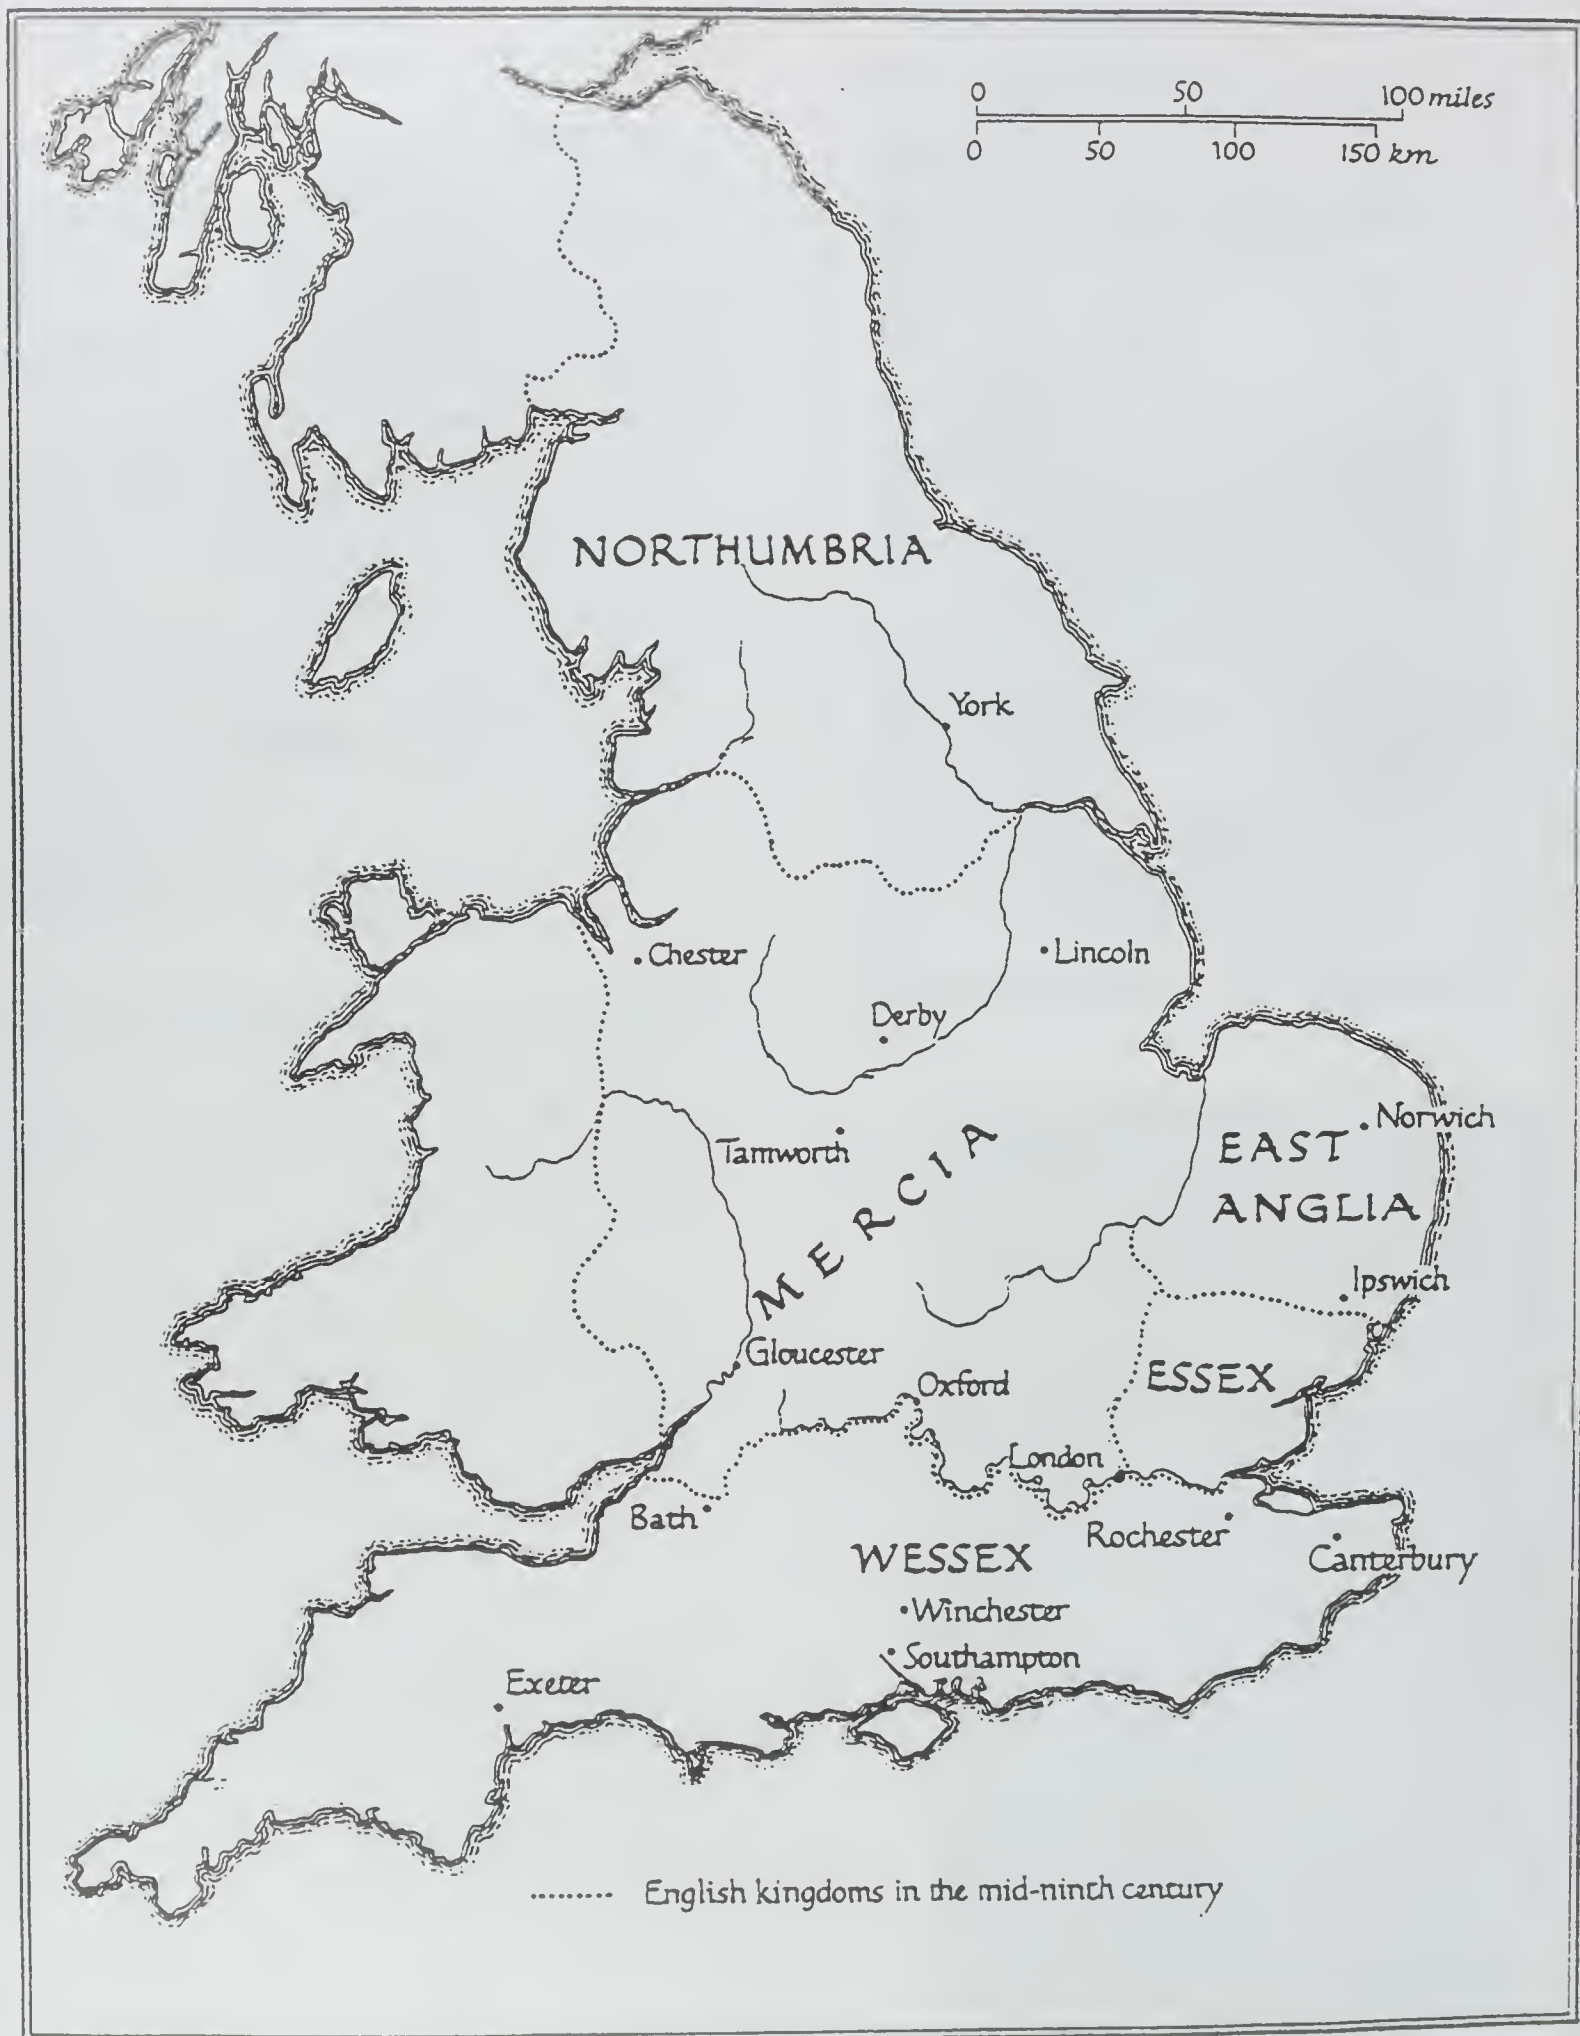 0 50 100 miles
0 50 100 150 km
NORTHUMBRIA
York
Chester
Lincoln
Derby
Norwich
Tamworth
MERCIA
EAST
ANGLIA
Ipswich
Gloucester
Oxford
ESSEX
London
Bath
Rochester
WESSEX
Canterbury
Winchester
Southampton
Exeter
English kingdoms in the mid-ninth century